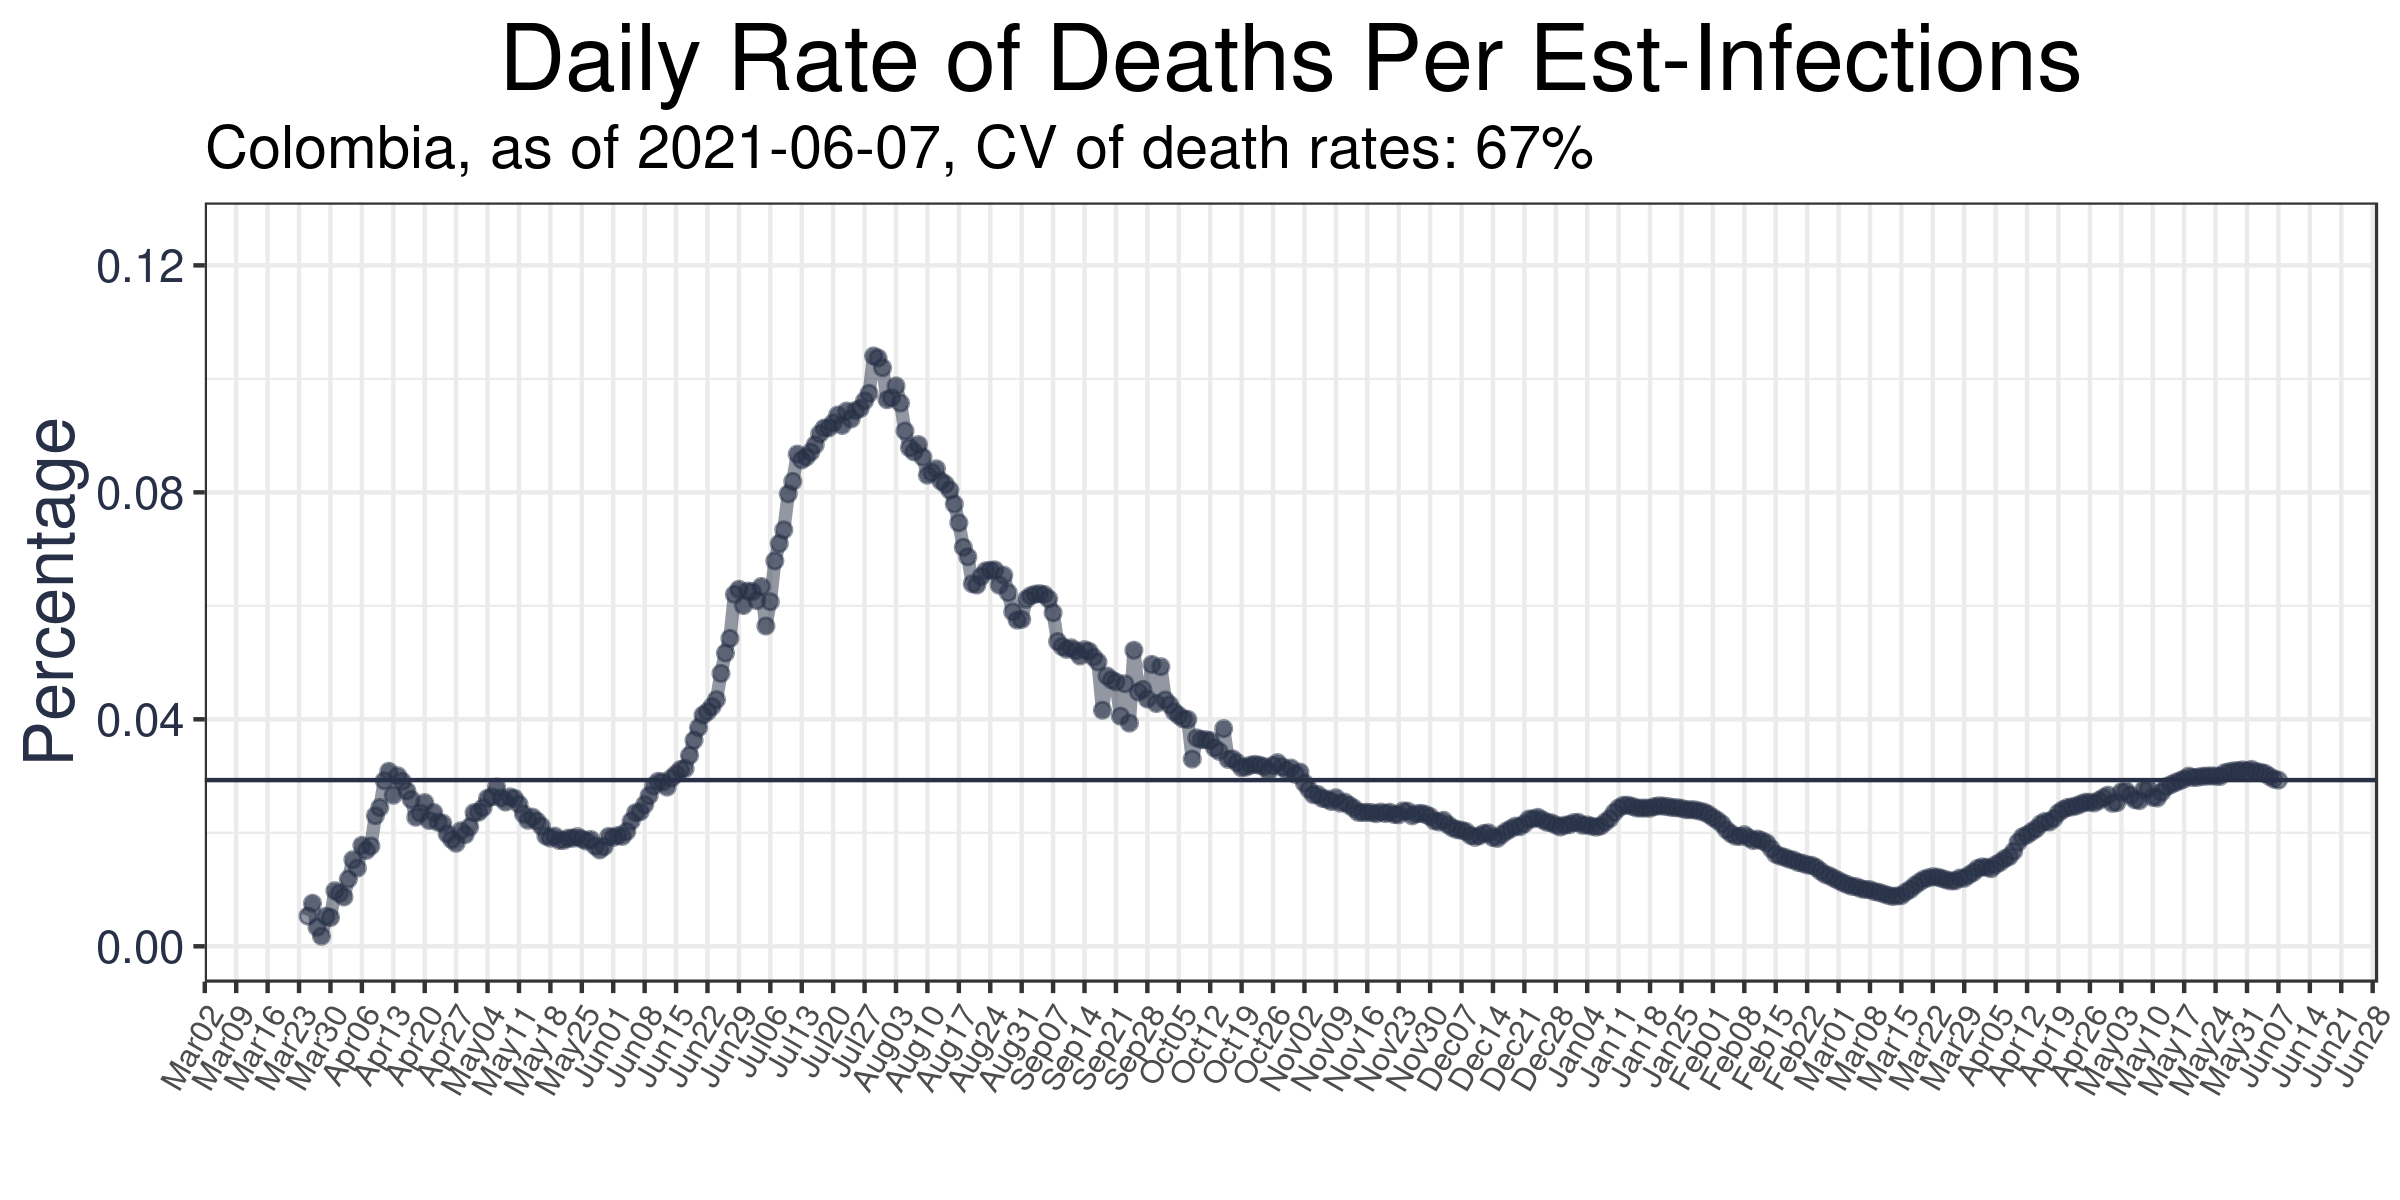 Daily Rate of Deaths Per Est-Infections
Colombia, as of 2021-06-07, CV of death rates: 67%
Percentage
0.12
0.08
0.04
0.00
Mar02
Mar09
Mar16
Mar23
Mar30
Apr06
Apr13
Apr20
Apr27
May04
May11
May18
May25
Jun01
Jun08
Jun15
Jun22
Jun29
Jul06
Jul13
Jul20
Jul27
Aug03
Aug10
Aug17
Aug24
Aug31
Sep07
Sep14
Sep21
Sep28
Oct05
Oct12
Oct19
Oct26
Nov02
Nov09
Nov16
Nov23
Nov30
Dec07
Dec14
Dec21
Dec28
Jan04
Jan11
Jan18
Jan25
Feb01
Feb08
Feb15
Feb22
Mar01
Mar08
Mar15
Mar22
Mar29
Apr05
Apr12
Apr19
Apr26
May03
May10
May17
May24
May31
Jun07
Jun14
Jun21
Jun28